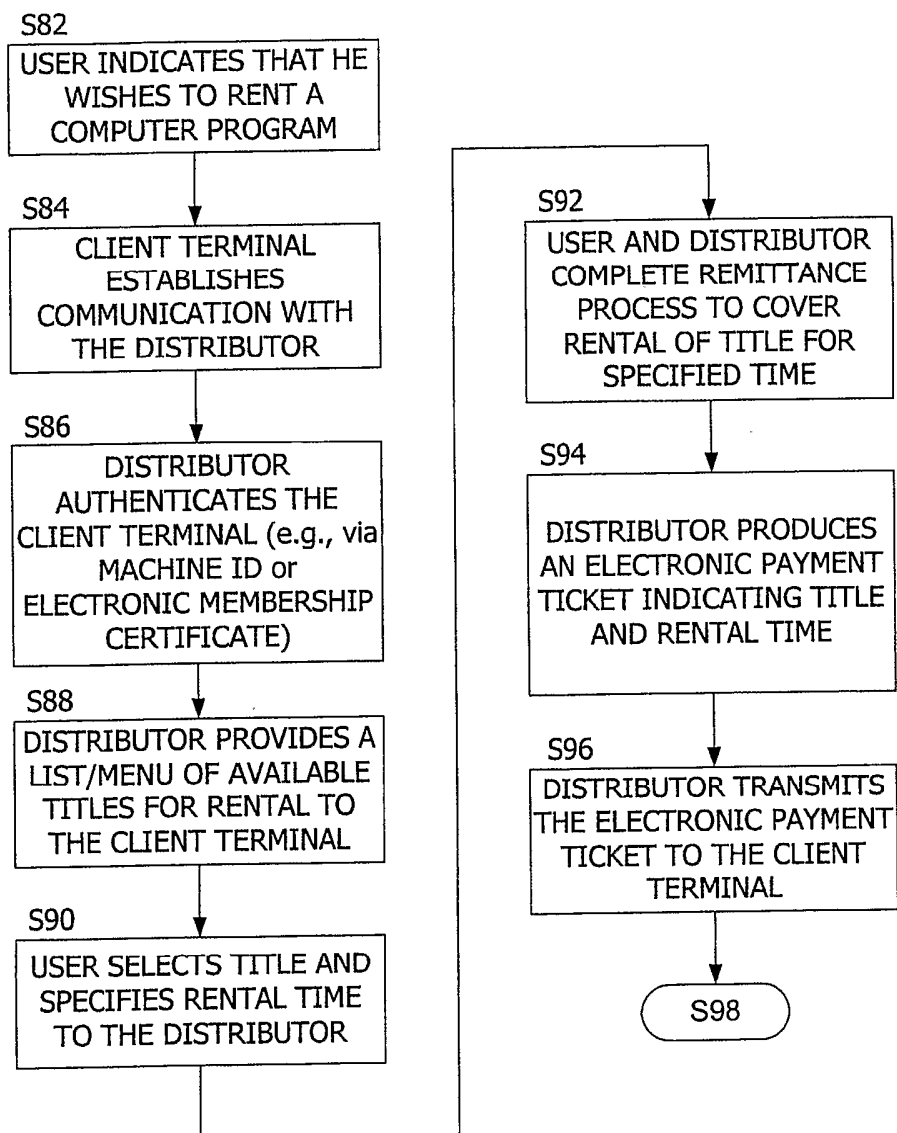 S82
USER INDICATES THAT HE
WISHES TO RENT A
COMPUTER PROGRAM
S84
CLIENT TERMINAL
ESTABLISHES
COMMUNICATION WITH
THE DISTRIBUTOR
S86
DISTRIBUTOR
AUTHENTICATES THE
CLIENT TERMINAL (e.g., via
MACHINE ID or
ELECTRONIC MEMBERSHIP
CERTIFICATE)
S88
DISTRIBUTOR PROVIDES A
LIST/MENU OF AVAILABLE
TITLES FOR RENTAL TO
THE CLIENT TERMINAL
S90
USER SELECTS TITLE AND
SPECIFIES RENTAL TIME
TO THE DISTRIBUTOR
S92
USER AND DISTRIBUTOR
COMPLETE REMITTANCE
PROCESS TO COVER
RENTAL OF TITLE FOR
SPECIFIED TIME
S94
DISTRIBUTOR PRODUCES
AN ELECTRONIC PAYMENT
TICKET INDICATING TITLE
AND RENTAL TIME
S96
DISTRIBUTOR TRANSMITS
THE ELECTRONIC PAYMENT
TICKET TO THE CLIENT
TERMINAL
S98